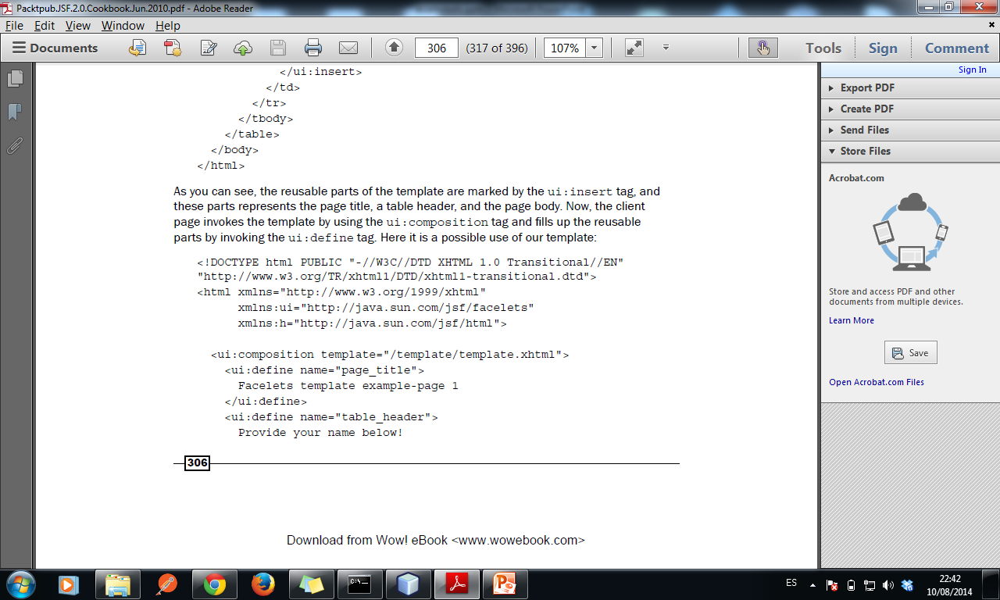 Packtpub.JSF.2.0.Cookbook.Jun.2010.pdf - Adobe Reader
File Edit View Window Help
Documents 306 (317 of 396) 107% Tools Sign Comment
Sign In
Export PDF
Create PDF
Send Files
Store Files
Acrobat.com
Store and access PDF and other
documents from multiple devices.
Learn More
Save
Open Acrobat.com Files
</ui:insert>
</td>
</tr>
</tbody>
</table>
</body>
</html>
As you can see, the reusable parts of the template are marked by the ui:insert tag, and
these parts represents the page title, a table header, and the page body. Now, the client
page invokes the template by using the ui:composition tag and fills up the reusable
parts by invoking the ui:define tag. Here it is a possible use of our template:
<!DOCTYPE html PUBLIC "-//W3C//DTD XHTML 1.0 Transitional//EN"
"http://www.w3.org/TR/xhtml1/DTD/xhtml1-transitional.dtd">
<html xmlns="http://www.w3.org/1999/xhtml"
xmlns:ui="http://java.sun.com/jsf/facelets"
xmlns:h="http://java.sun.com/jsf/html">
<ui:composition template="/template/template.xhtml">
<ui:define name="page_title">
Facelets template example-page 1
</ui:define>
<ui:define name="table_header">
Provide your name below!
306
Download from Wow! eBook <www.wowebook.com>
C:\_
ES
22:42
10/08/2014